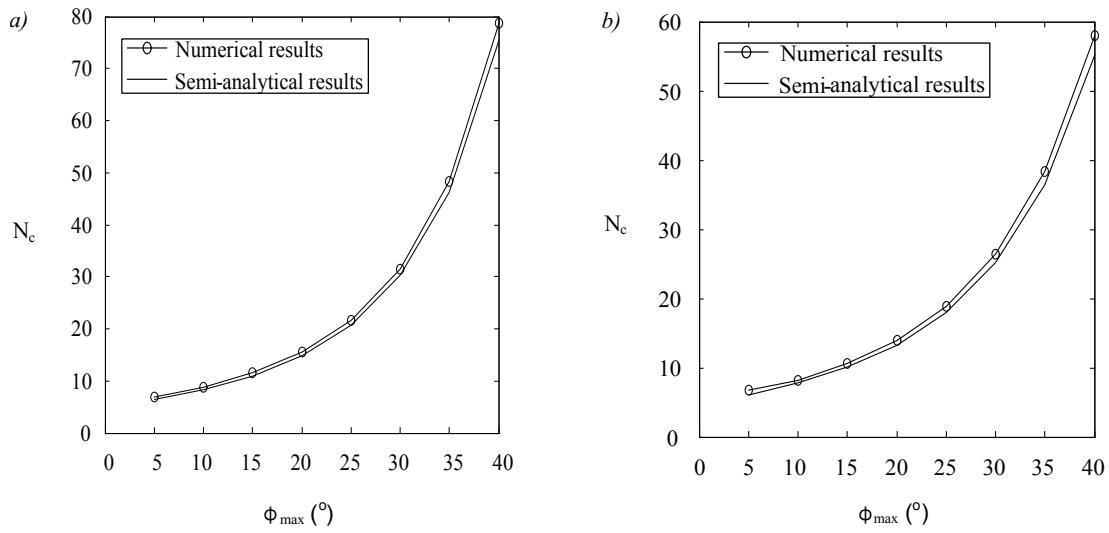 a)
80
70
60
50
40
30
20
10
0
N_c
Numerical results
Semi-analytical results
0 5 10 15 20 25 30 35 40
ϕ_max (°)
b)
60
50
40
30
20
10
0
N_c
Numerical results
Semi-analytical results
0 5 10 15 20 25 30 35 40
ϕ_max (°)